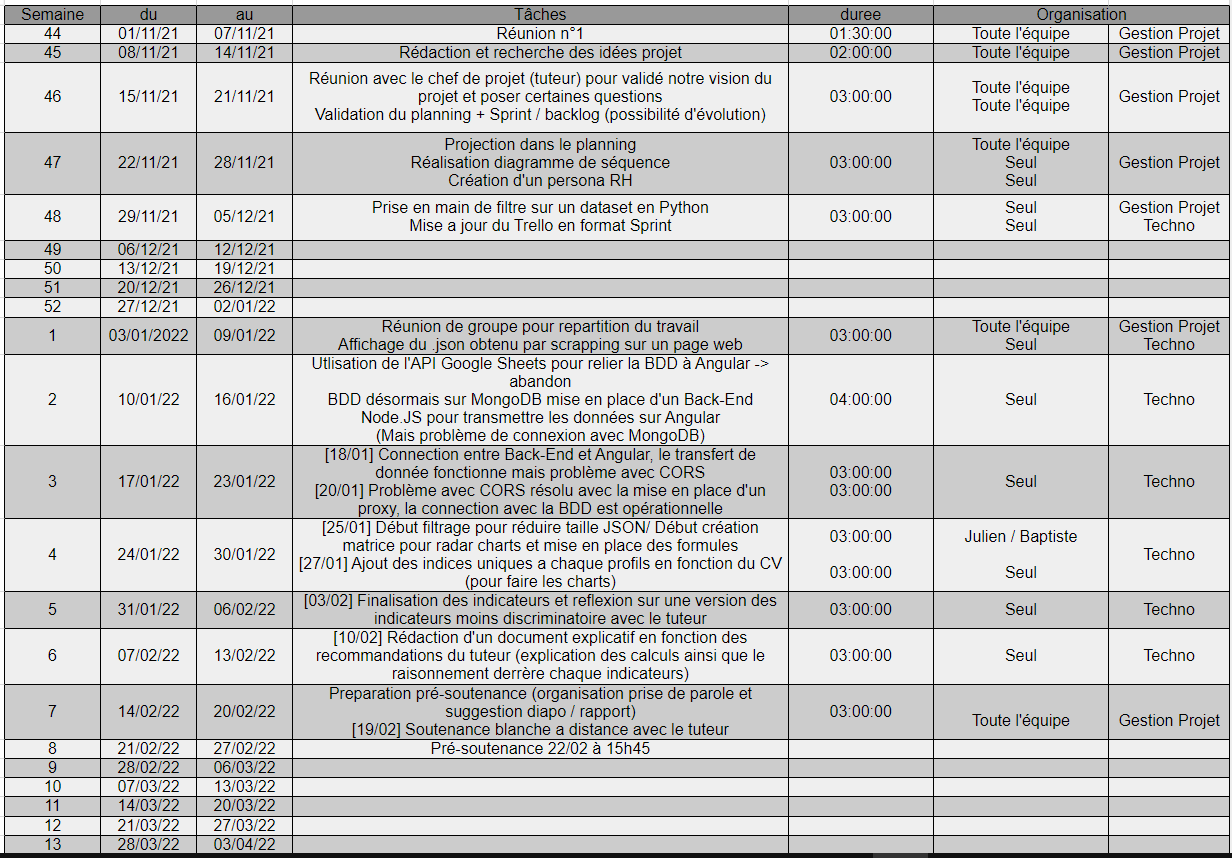 Semaine du au Tâches duree Organisation
44 01/11/21 07/11/21 Réunion n°1 01:30:00 Toute l'équipe Gestion Projet
45 08/11/21 14/11/21 Rédaction et recherche des idées projet 02:00:00 Toute l'équipe Gestion Projet
46 15/11/21 21/11/21
Réunion avec le chef de projet (tuteur) pour validé notre vision du
projet et poser certaines questions
Validation du planning + Sprint / backlog (possibilité d'évolution)
03:00:00
Toute l'équipe
Toute l'équipe
Gestion Projet
47 22/11/21 28/11/21
Projection dans le planning
Réalisation diagramme de séquence
Création d'un persona RH
03:00:00
Toute l'équipe
Seul
Seul
Gestion Projet
48 29/11/21 05/12/21
Prise en main de filtre sur un dataset en Python
Mise a jour du Trello en format Sprint
03:00:00
Seul
Seul
Gestion Projet
Techno
49 06/12/21 12/12/21
50 13/12/21 19/12/21
51 20/12/21 26/12/21
52 27/12/21 02/01/22
1 03/01/2022 09/01/22
Réunion de groupe pour repartition du travail
Affichage du .json obtenu par scrapping sur un page web
03:00:00
Toute l'équipe
Seul
Gestion Projet
Techno
2 10/01/22 16/01/22
Utlisation de l'API Google Sheets pour relier la BDD à Angular ->
abandon
BDD désormais sur MongoDB mise en place d'un Back-End
Node.JS pour transmettre les données sur Angular
(Mais problème de connexion avec MongoDB)
04:00:00
Seul
Techno
3 17/01/22 23/01/22
[18/01] Connection entre Back-End et Angular, le transfert de
donnée fonctionne mais problème avec CORS
[20/01] Problème avec CORS résolu avec la mise en place d'un
proxy, la connection avec la BDD est opérationnelle
03:00:00
03:00:00
Seul
Techno
4 24/01/22 30/01/22
[25/01] Début filtrage pour réduire taille JSON/ Début création
matrice pour radar charts et mise en place des formules
[27/01] Ajout des indices uniques a chaque profils en fonction du CV
(pour faire les charts)
03:00:00
03:00:00
Julien / Baptiste
Seul
Techno
5 31/01/22 06/02/22
[03/02] Finalisation des indicateurs et reflexion sur une version des
indicateurs moins discriminatoire avec le tuteur
03:00:00
Seul
Techno
6 07/02/22 13/02/22
[10/02] Rédaction d'un document explicatif en fonction des
recommandations du tuteur (explication des calculs ainsi que le
raisonnement derrère chaque indicateurs)
03:00:00
Seul
Techno
7 14/02/22 20/02/22
Preparation pré-soutenance (organisation prise de parole et
suggestion diapo / rapport)
[19/02] Soutenance blanche a distance avec le tuteur
03:00:00
Toute l'équipe
Gestion Projet
8 21/02/22 27/02/22 Pré-soutenance 22/02 à 15h45
9 28/02/22 06/03/22
10 07/03/22 13/03/22
11 14/03/22 20/03/22
12 21/03/22 27/03/22
13 28/03/22 03/04/22